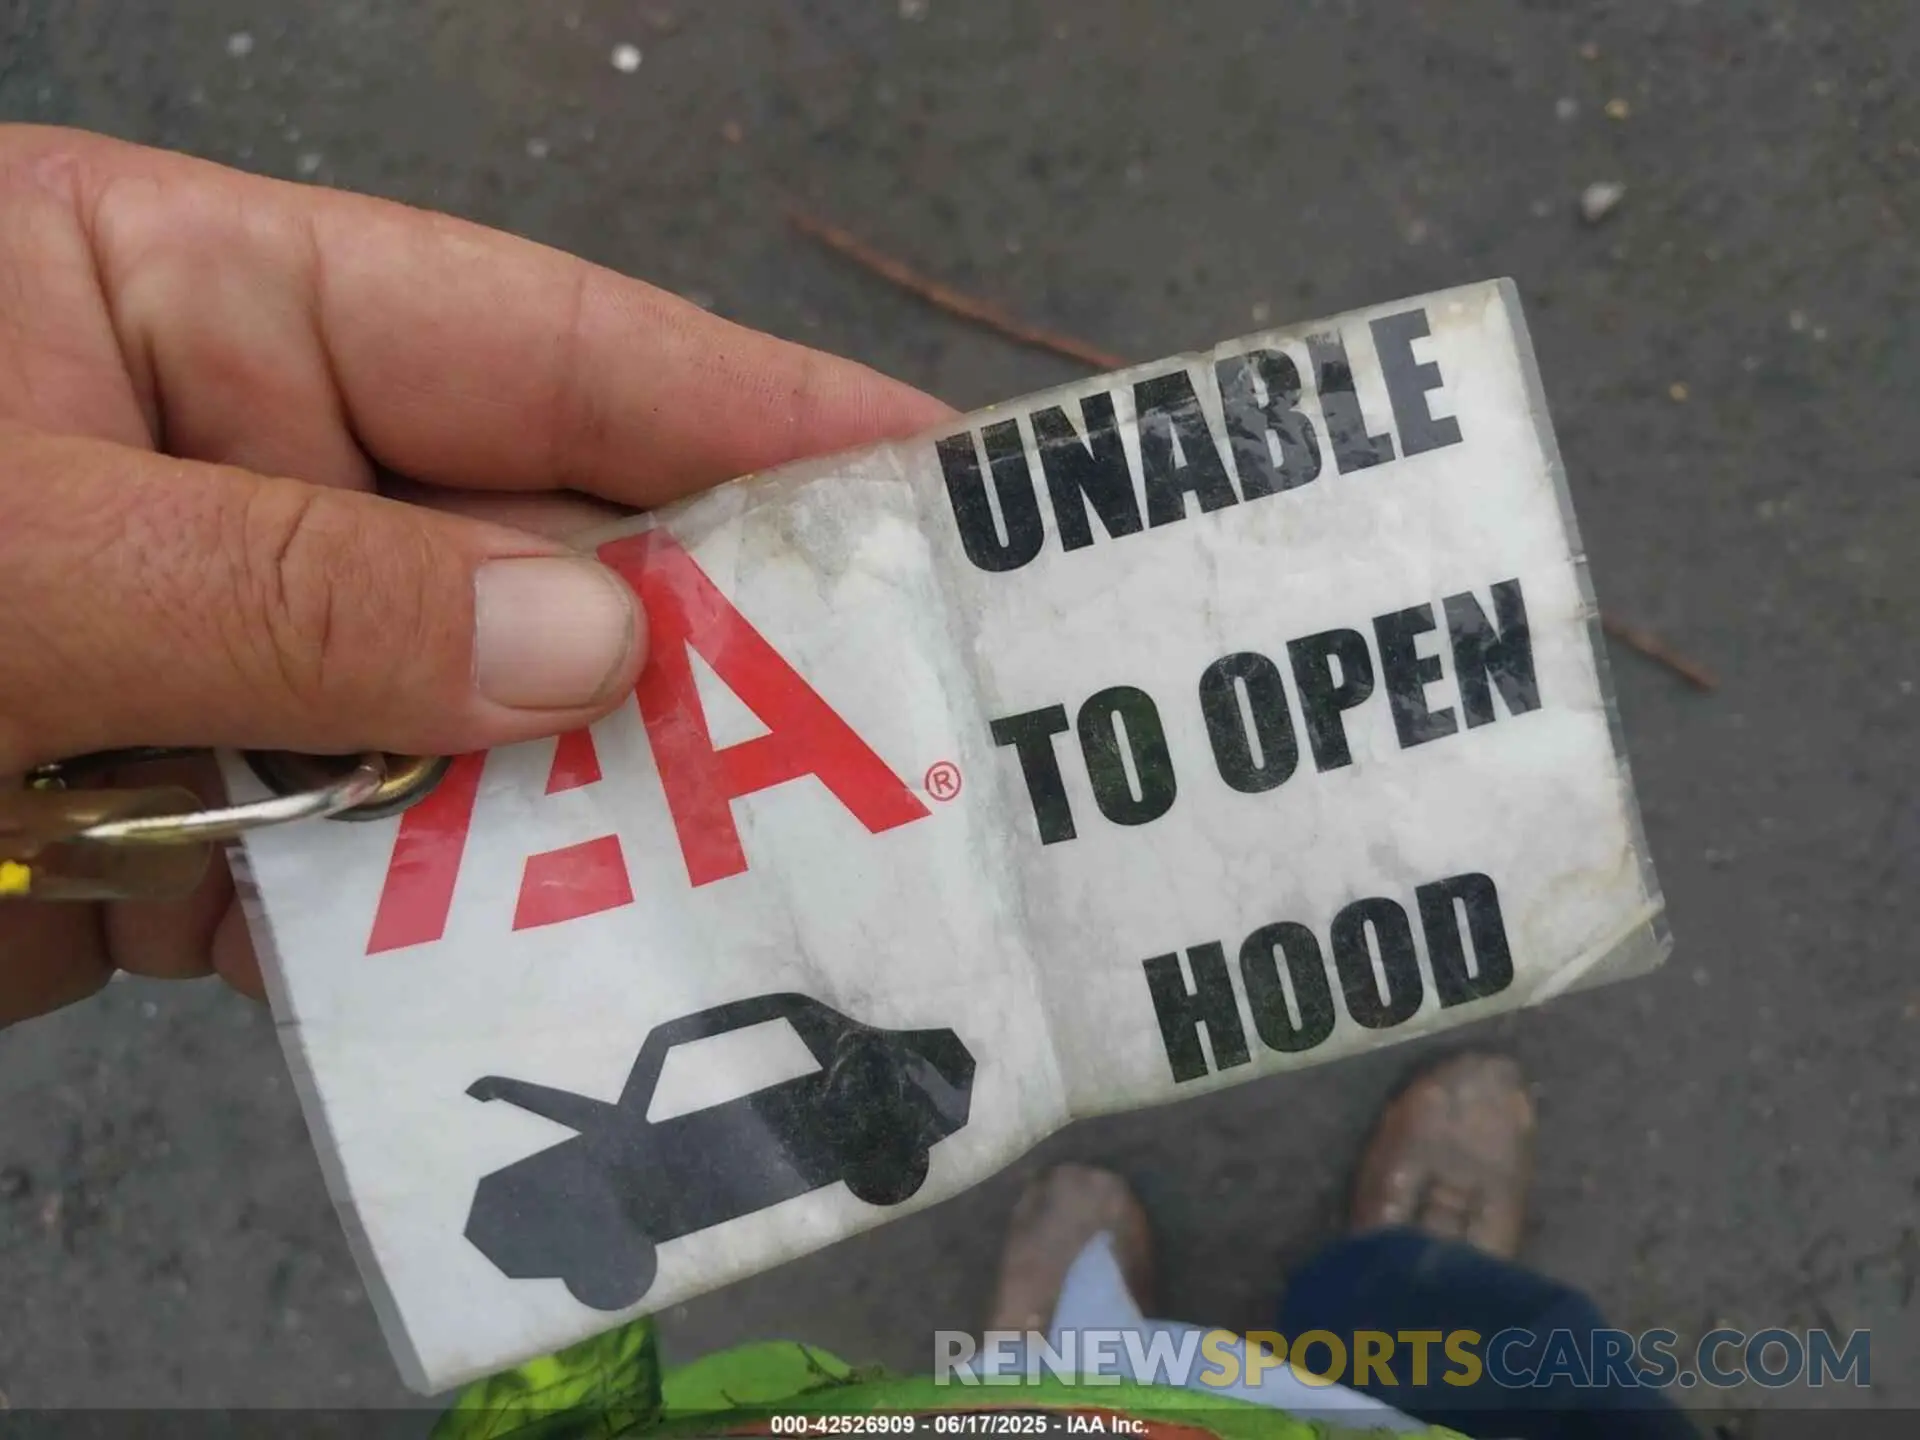 UNABLE
TO OPEN
HOOD
IAA®
RENEWSPORTSCARS.COM
000-42526909 - 06/17/2025 - IAA Inc.